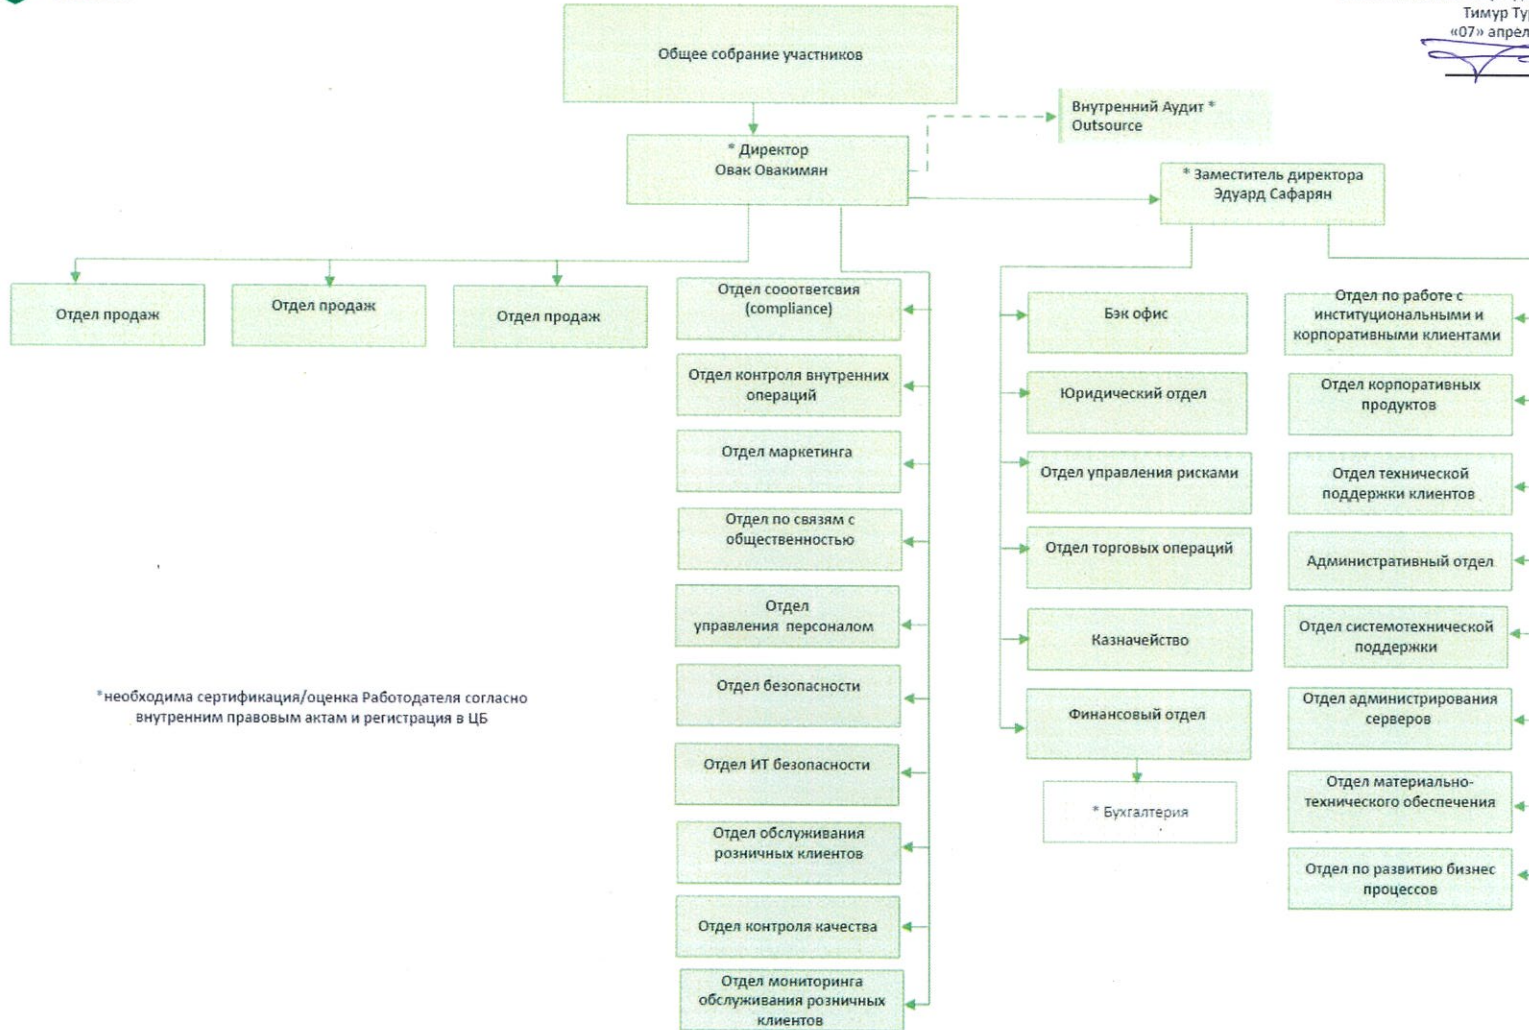 Тимур
«07»
Общее собрание участников
Внутренний Аудит *
Outsource
* Директор
Овак Овакимян
* Заместитель директора
Эдуард Сафарян
Отдел продаж
Отдел продаж
Отдел продаж
Отдел сооответсвия
(compliance)
Отдел контроля внутренних
операций
Отдел маркетинга
Отдел по связям с
общественностью
Отдел
управления персоналом
Отдел безопасности
Отдел ИТ безопасности
Отдел обслуживания
розничных клиентов
Отдел контроля качества
Отдел мониторинга
обслуживания розничных
клиентов
Бэк офис
Юридический отдел
Отдел управления рисками
Отдел торговых операций
Казначейство
Финансовый отдел
* Бухгалтерия
Отдел по работе с
институциональными и
корпоративными клиентами
Отдел корпоративных
продуктов
Отдел технической
поддержки клиентов
Административный отдел
Отдел системотехнической
поддержки
Отдел администрирования
серверов
Отдел материально-
технического обеспечения
Отдел по развитию бизнес
процессов
*необходима сертификация/оценка Работодателя согласно
внутренним правовым актам и регистрация в ЦБ